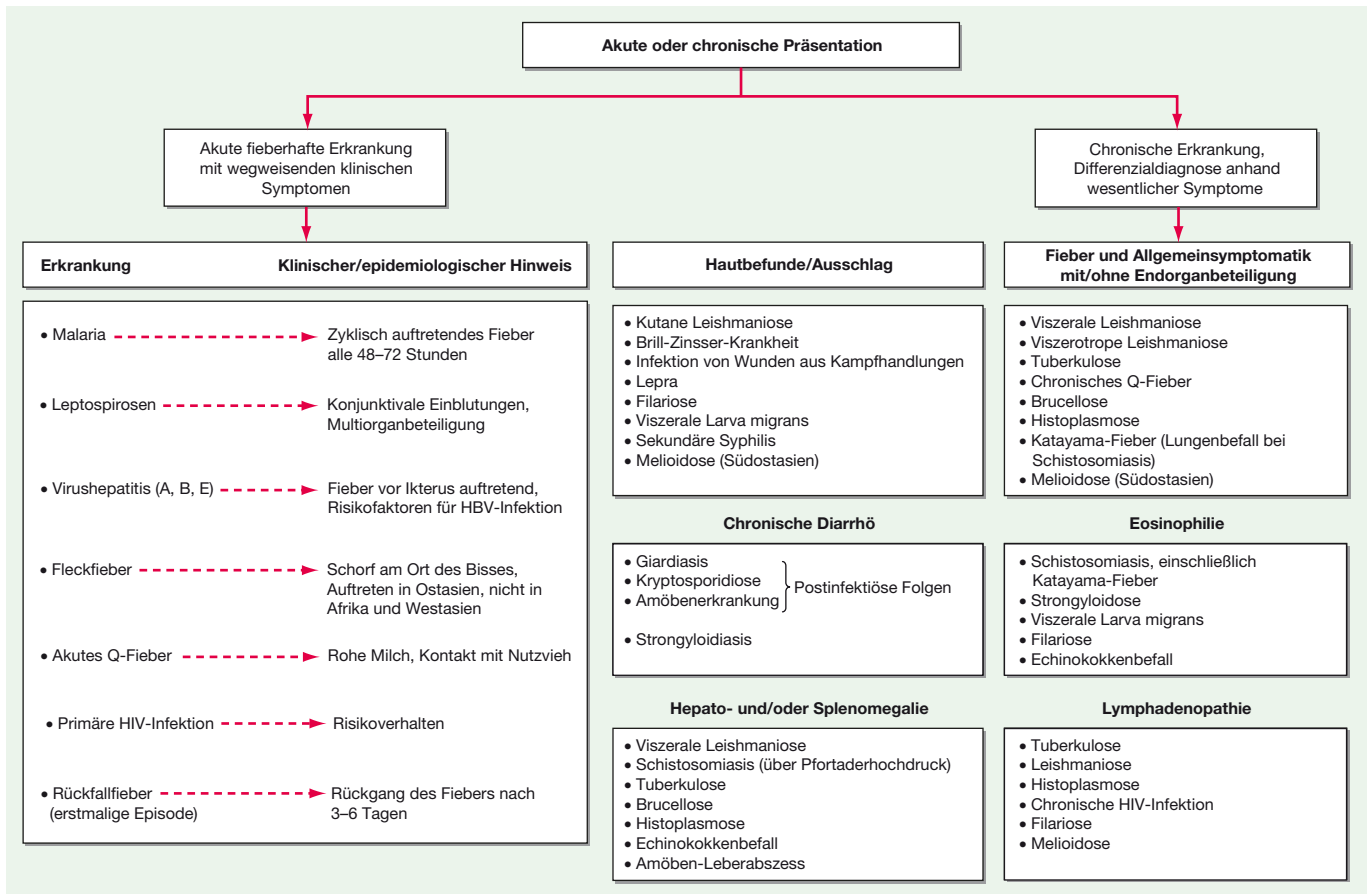 Akute oder chronische Präsentation
Akute fieberhafte Erkrankung
mit wegweisenden klinischen
Symptomen
Chronische Erkrankung,
Differenzialdiagnose anhand
wesentlicher Symptome
Erkrankung
Klinischer/epidemiologischer Hinweis
• Malaria
Zyklisch auftretendes Fieber
alle 48–72 Stunden
• Leptospirosen
Konjunktivale Einblutungen,
Multiorganbeteiligung
• Virushepatitis (A, B, E)
Fieber vor Ikterus auftretend,
Risikofaktoren für HBV-Infektion
• Fleckfieber
Schorf am Ort des Bisses,
Auftreten in Ostasien, nicht in
Afrika und Westasien
• Akutes Q-Fieber
Rohe Milch, Kontakt mit Nutzvieh
• Primäre HIV-Infektion
Risikoverhalten
• Rückfallfieber
(erstmalige Episode)
Rückgang des Fiebers nach
3–6 Tagen
Hautbefunde/Ausschlag
• Kutane Leishmaniose
• Brill-Zinsser-Krankheit
• Infektion von Wunden aus Kampfhandlungen
• Lepra
• Filariose
• Viszerale Larva migrans
• Sekundäre Syphilis
• Melioidose (Südostasien)
Chronische Diarrhö
• Giardiasis
• Kryptosporidiose
• Amöbenerkrankung
Postinfektiöse Folgen
• Strongyloidiasis
Hepato- und/oder Splenomegalie
• Viszerale Leishmaniose
• Schistosomiasis (über Pfortaderhochdruck)
• Tuberkulose
• Brucellose
• Histoplasmose
• Echinokokkenbefall
• Amöben-Leberabszess
Fieber und Allgemeinsymptomatik
mit/ohne Endorganbeteiligung
• Viszerale Leishmaniose
• Viszerotrope Leishmaniose
• Tuberkulose
• Chronisches Q-Fieber
• Brucellose
• Histoplasmose
• Katayama-Fieber (Lungenbefall bei
Schistosomiasis)
• Melioidose (Südostasien)
Eosinophilie
• Schistosomiasis, einschließlich
Katayama-Fieber
• Strongyloidose
• Viszerale Larva migrans
• Filariose
• Echinokokkenbefall
Lymphadenopathie
• Tuberkulose
• Leishmaniose
• Histoplasmose
• Chronische HIV-Infektion
• Filariose
• Melioidose